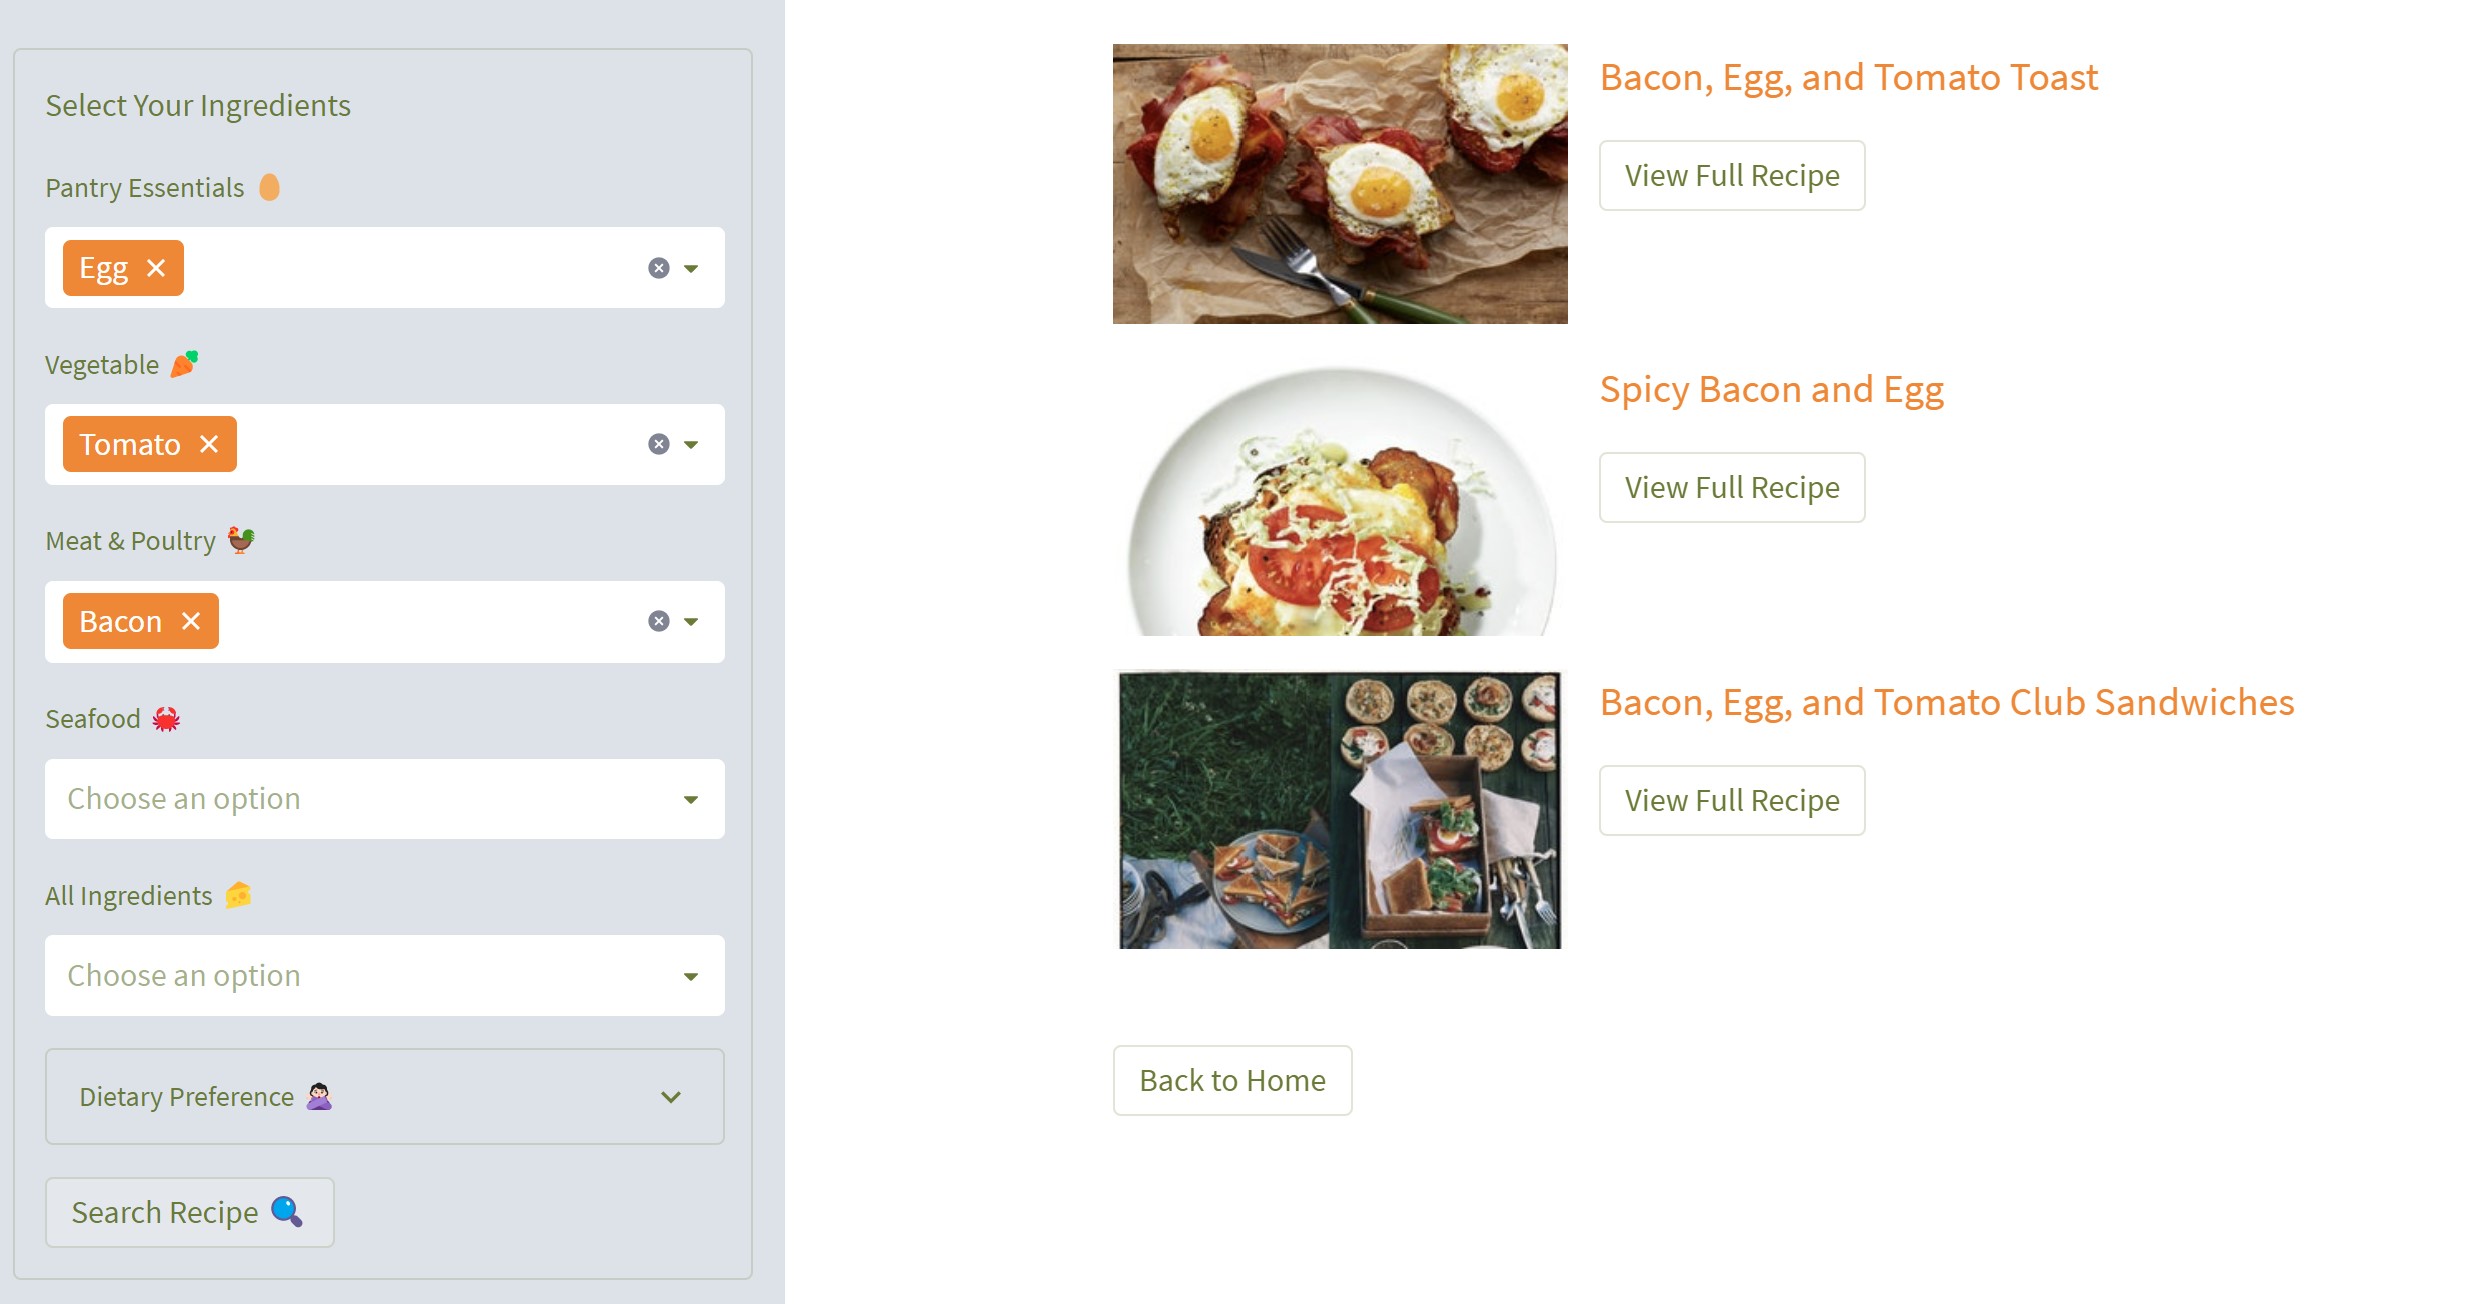 Select Your Ingredients
Pantry Essentials
Egg
Vegetable
Tomato
Meat & Poultry
Bacon
Seafood
Choose an option
All Ingredients
Choose an option
Dietary Preference
Search Recipe
Bacon, Egg, and Tomato Toast
View Full Recipe
Spicy Bacon and Egg
View Full Recipe
Bacon, Egg, and Tomato Club Sandwiches
View Full Recipe
Back to Home